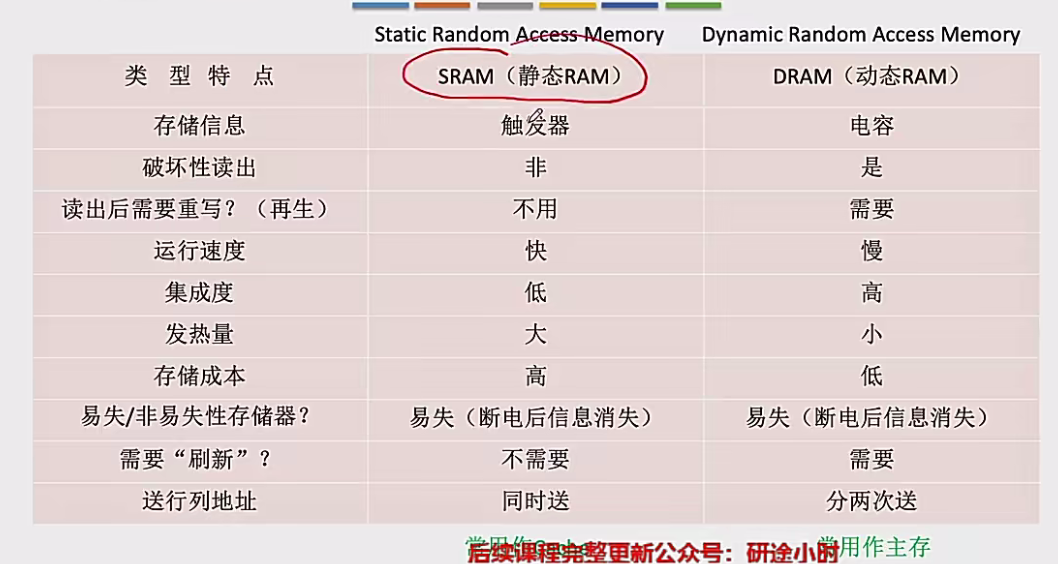 Static Random Access Memory Dynamic Random Access Memory
类 型 特 点 SRAM（静态RAM） DRAM（动态RAM）
存储信息 触发器 电容
破坏性读出 非 是
读出后需要重写？（再生） 不用 需要
运行速度 快 慢
集成度 低 高
发热量 大 小
存储成本 高 低
易失/非易失性存储器？ 易失（断电后信息消失） 易失（断电后信息消失）
需要“刷新”？ 不需要 需要
送行列地址 同时送 分两次送
常用作Cache 常用作主存
后续课程完整更新公众号：研途小时